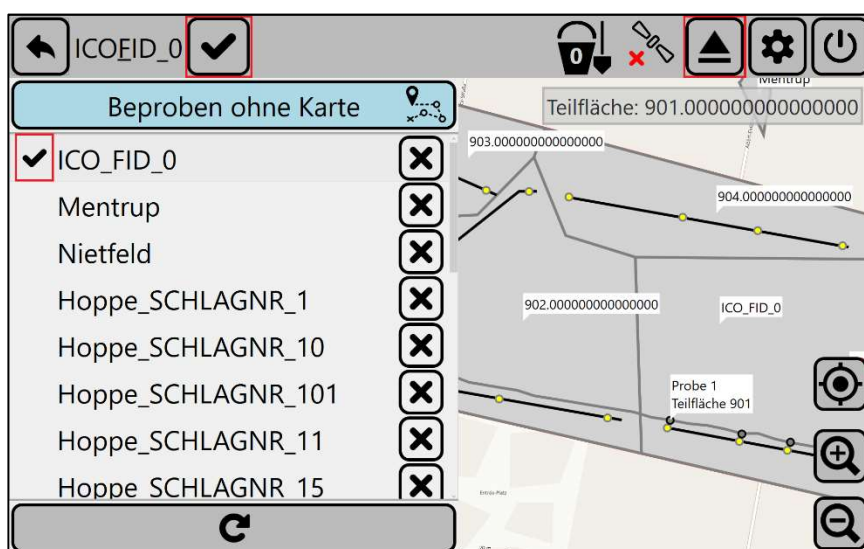 ICOFID_0
0
Beproben ohne Karte
ICO_FID_0
Mentrup
Nietfeld
Hoppe_SCHLAGNR_1
Hoppe_SCHLAGNR_10
Hoppe_SCHLAGNR_101
Hoppe_SCHLAGNR_11
Hoppe_SCHLAGNR_15
Mentrup
Teilfläche: 901.000000000000000
903.000000000000000
904.000000000000000
902.000000000000000
ICO_FID_0
Probe 1
Teilfläche 901